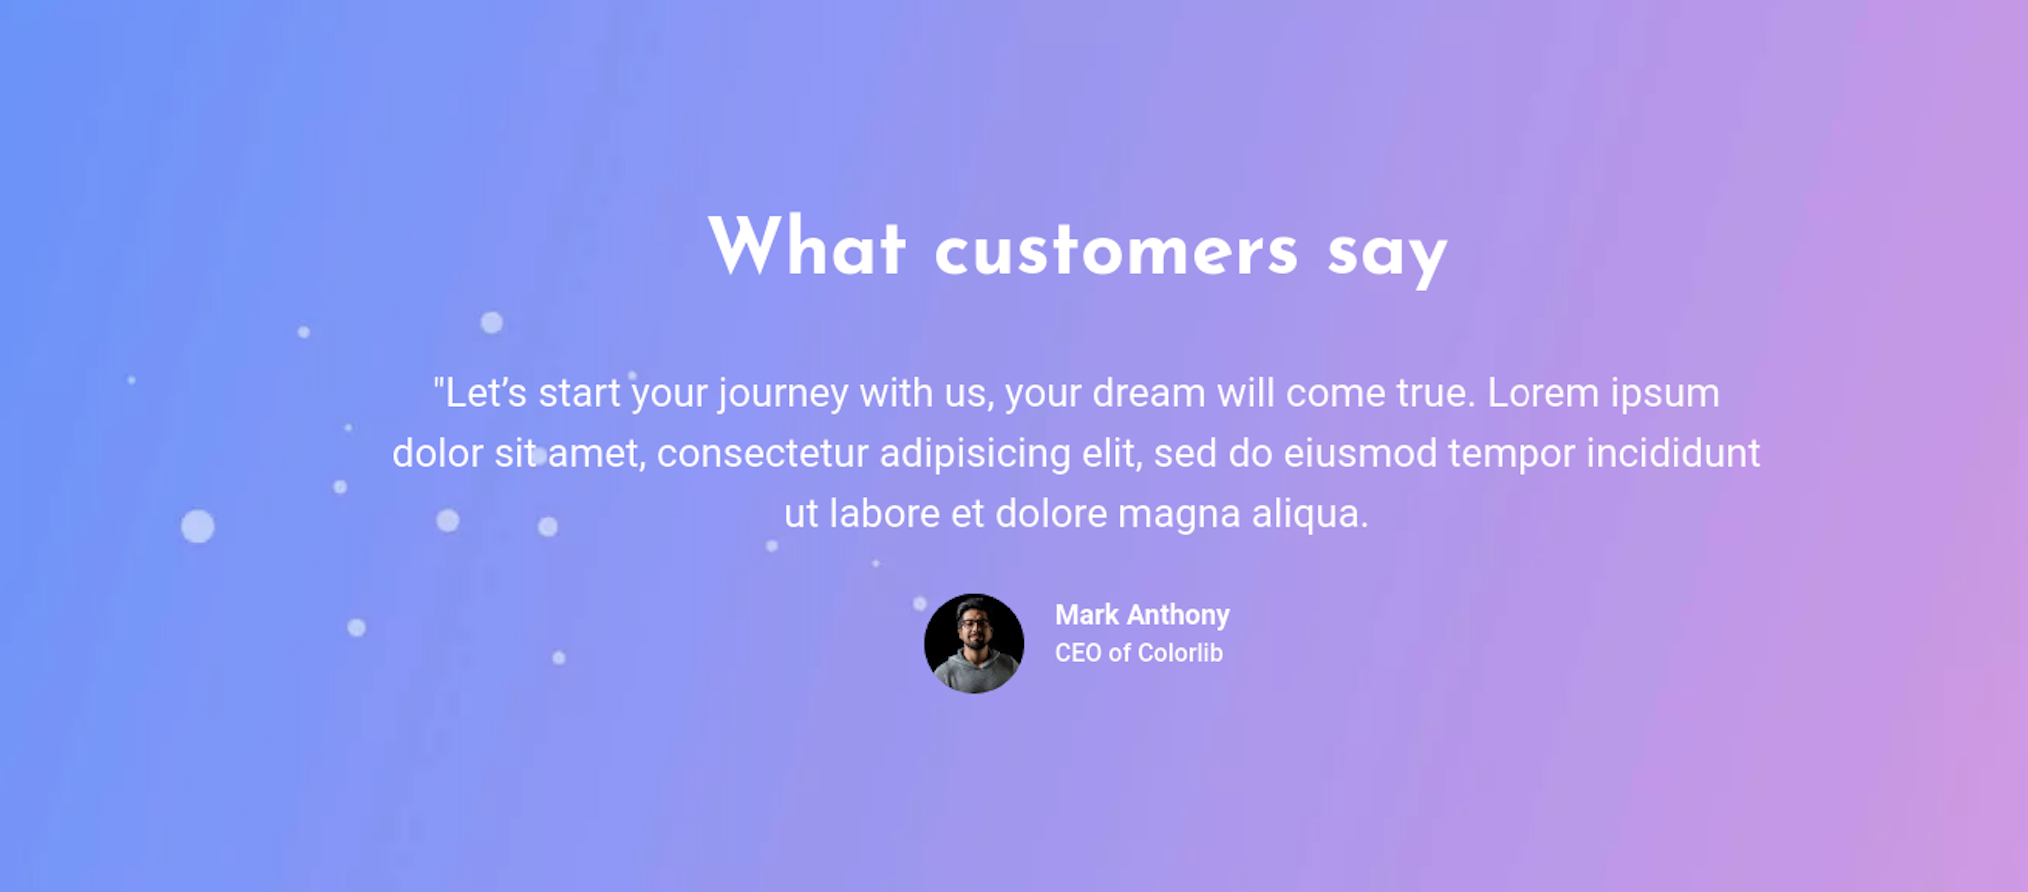 What customers say
"Let’s start your journey with us, your dream will come true. Lorem ipsum
dolor sit amet, consectetur adipisicing elit, sed do eiusmod tempor incididunt
ut labore et dolore magna aliqua.
Mark Anthony
CEO of Colorlib